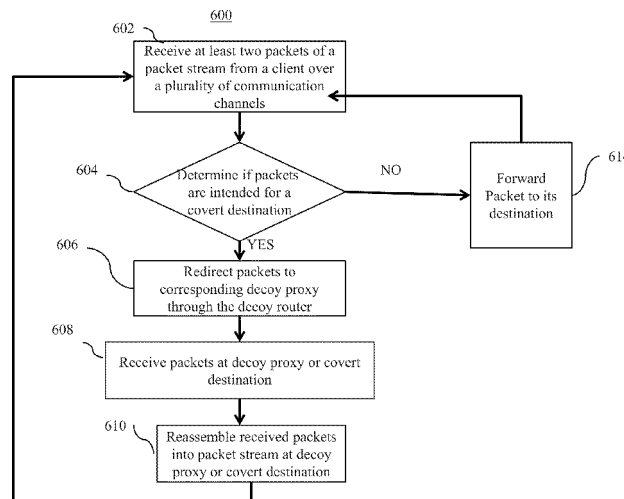 600
602
Receive at least two packets of a
packet stream from a client over
a plurality of communication
channels
604
Determine if packets
are intended for a
covert destination
NO
Forward
Packet to its
destination
614
YES
606
Redirect packets to
corresponding decoy proxy
through the decoy router
608
Receive packets at decoy proxy or covert
destination
610
Reassemble received packets
into packet stream at decoy
proxy or covert destination